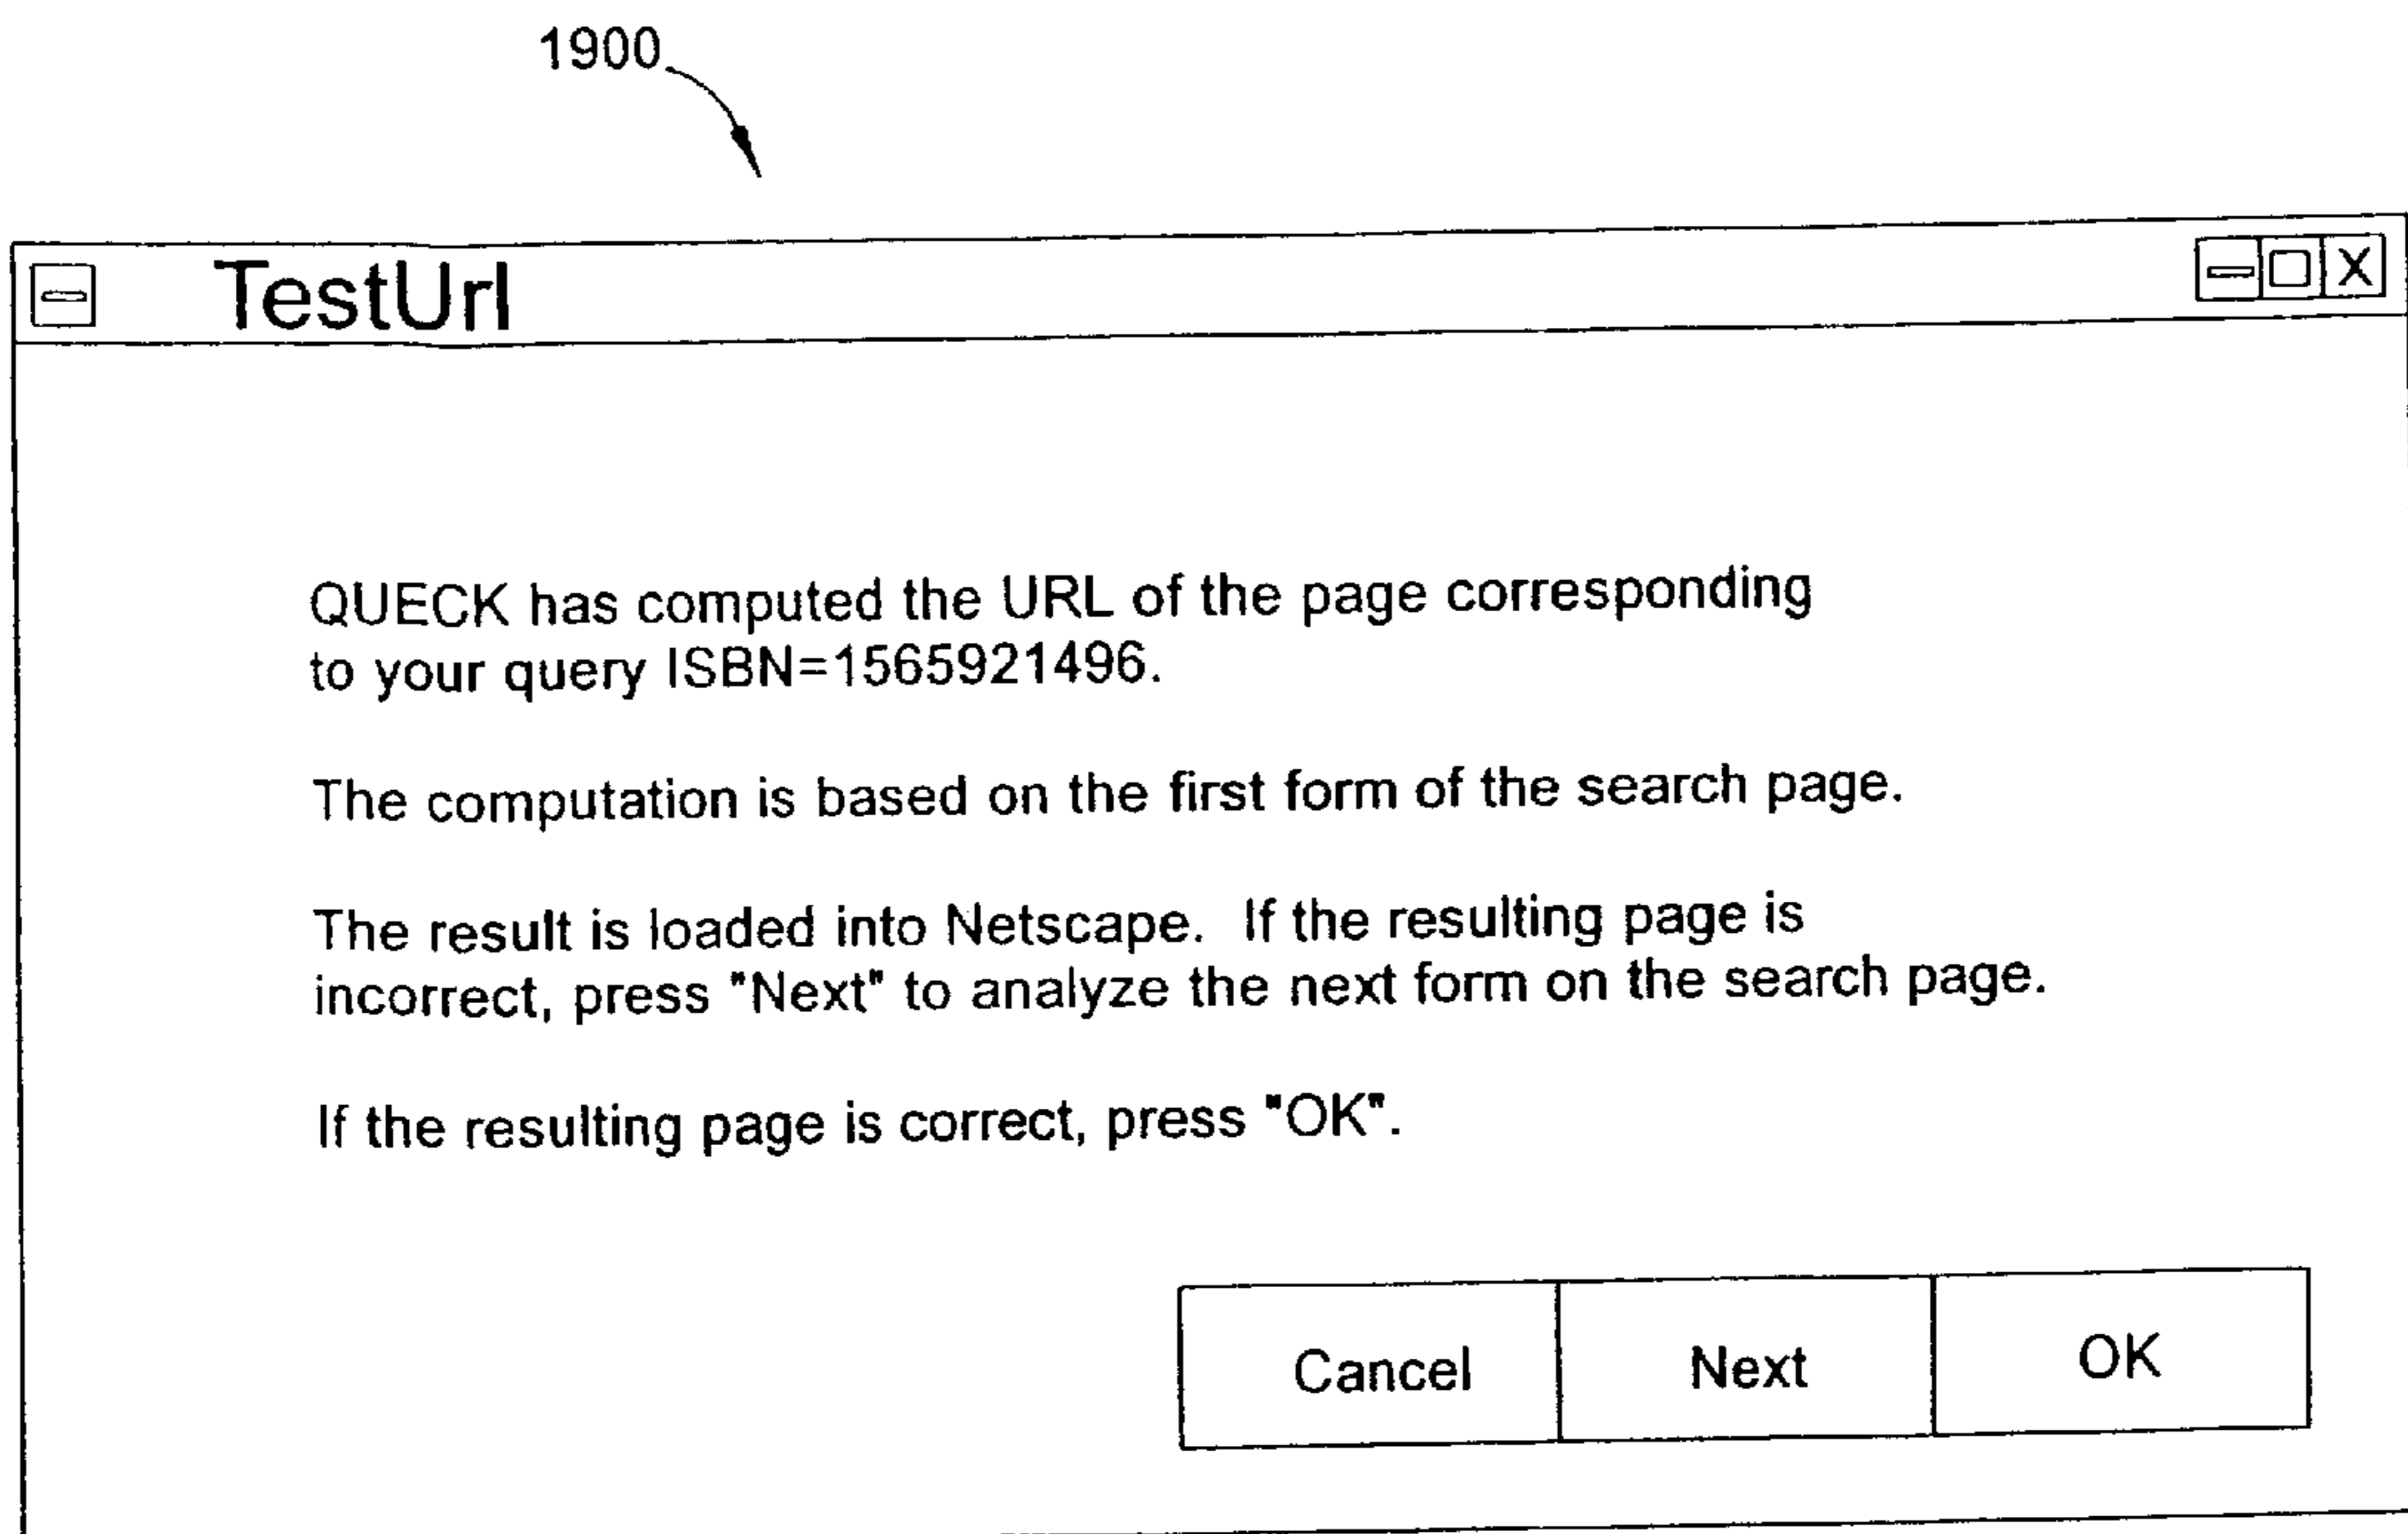 1900
TestUrl
X
QUECK has computed the URL of the page corresponding
to your query ISBN=1565921496.
The computation is based on the first form of the search page.
The result is loaded into Netscape.  If the resulting page is
incorrect, press "Next" to analyze the next form on the search page.
If the resulting page is correct, press "OK".
Cancel
Next
OK